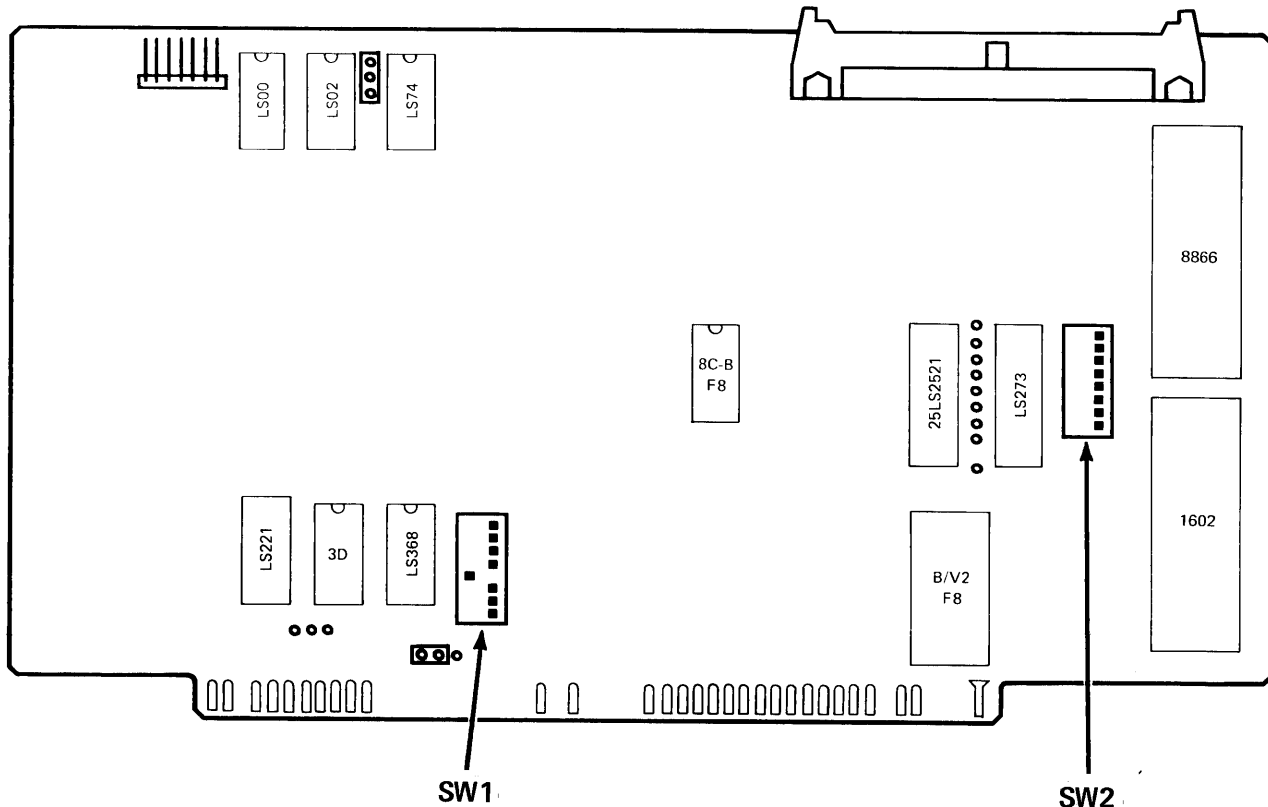 LS00
LS02
LS74
8866
8C-B
F8
25LS2521
LS273
1602
LS221
3D
LS368
B/V2
F8
SW1
SW2